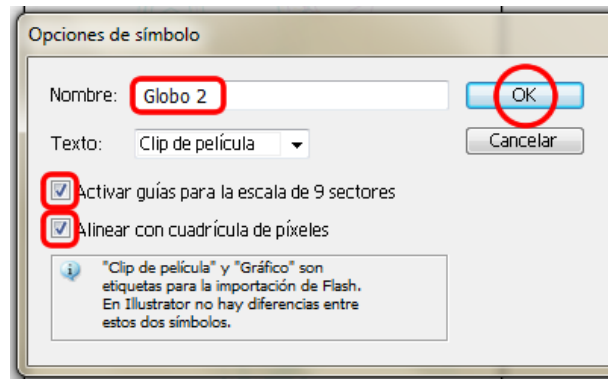 Opciones de símbolo
Nombre: Globo 2
OK
Texto: Clip de película
Cancelar
Activar guías para la escala de 9 sectores
Alinear con cuadrícula de píxeles
"Clip de película" y "Gráfico" son
etiquetas para la importación de Flash.
En Illustrator no hay diferencias entre
estos dos símbolos.